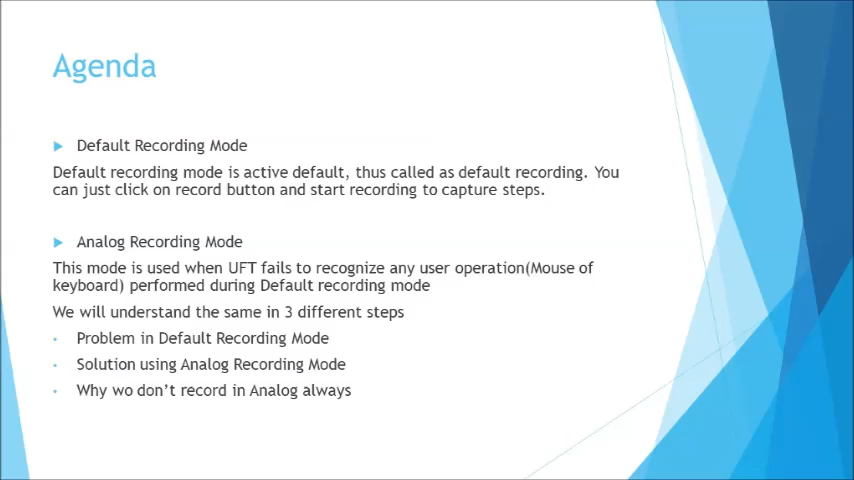 Agenda
Default Recording Mode
Default recording mode is active default, thus called as default recording. You
can just click on record button and start recording to capture steps.
Analog Recording Mode
This mode is used when UFT fails to recognize any user operation(Mouse of
keyboard) performed during Default recording mode
We will understand the same in 3 different steps
Problem in Default Recording Mode
Solution using Analog Recording Mode
Why wo don’t record in Analog always